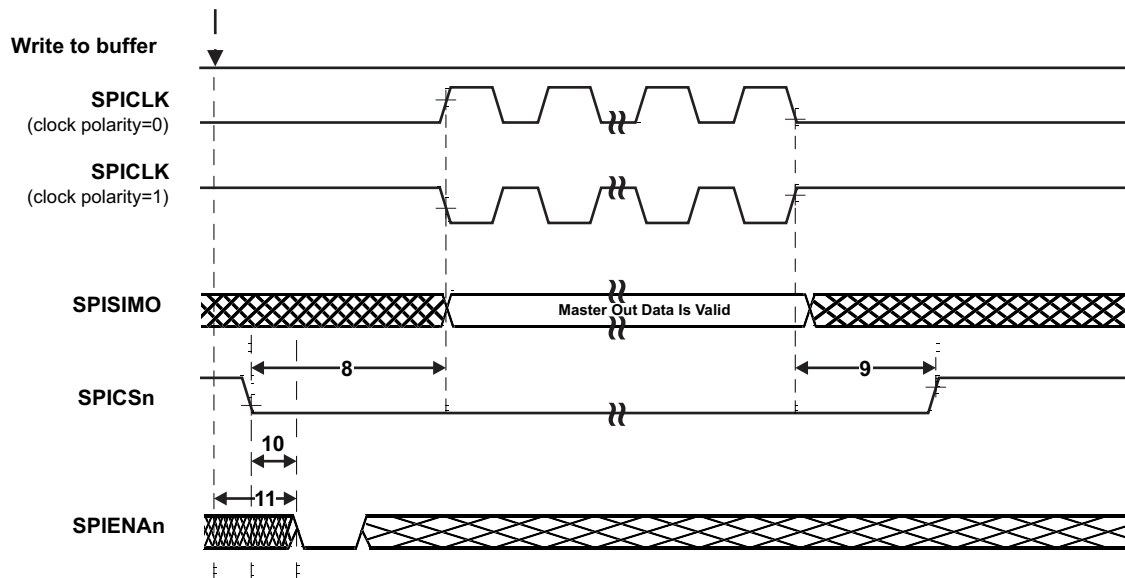 Write to buffer
SPICLK
(clock polarity=0)
SPICLK
(clock polarity=1)
SPISIMO
Master Out Data Is Valid
8
9
SPICSn
10
11
SPIENAn